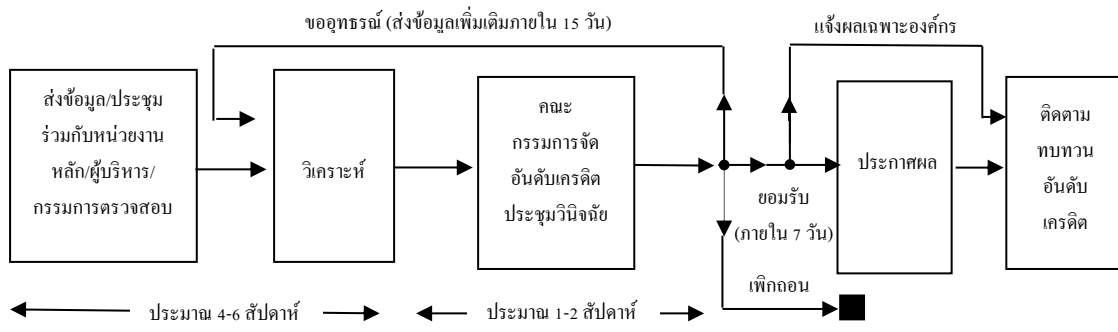 ขออุทธรณ์ (ส่งข้อมูลเพิ่มเติมภายใน 15 วัน)
แจ้งผลเฉพาะองค์กร
ส่งข้อมูล/ประชุม
ร่วมกับหน่วยงาน
หลัก/ผู้บริหาร/
กรรมการตรวจสอบ
วิเคราะห์
คณะ
กรรมการจัด
อันดับเครดิต
ประชุมวินิจฉัย
ยอมรับ
(ภายใน 7 วัน)
เพิกถอน
ประกาศผล
ติดตาม
ทบทวน
อันดับ
เครดิต
ประมาณ 4-6 สัปดาห์
ประมาณ 1-2 สัปดาห์